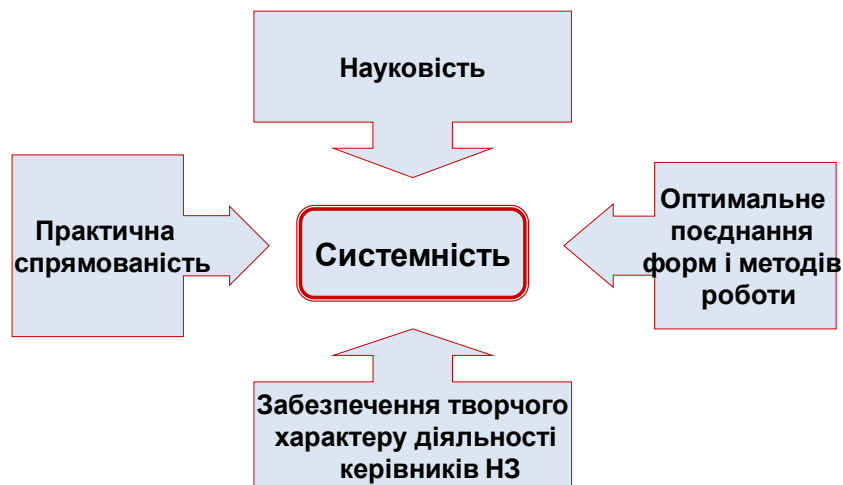 Науковість
Практична
спрямованість
Системність
Оптимальне
поєднання
форм і методів
роботи
Забезпечення творчого
характеру діяльності
керівників НЗ